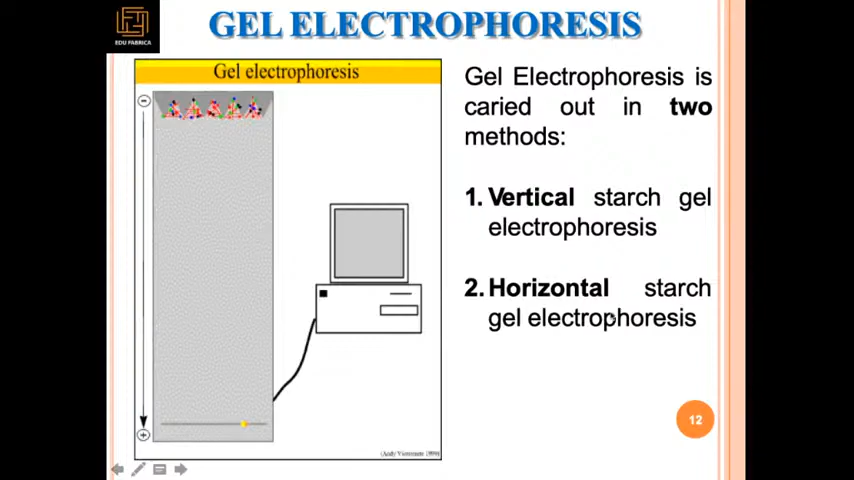 GEL ELECTROPHORESIS
EDU FABRICA
Gel electrophoresis
Gel Electrophoresis is
caried out in two
methods:
1. Vertical starch gel
electrophoresis
2. Horizontal starch
gel electrophoresis
12